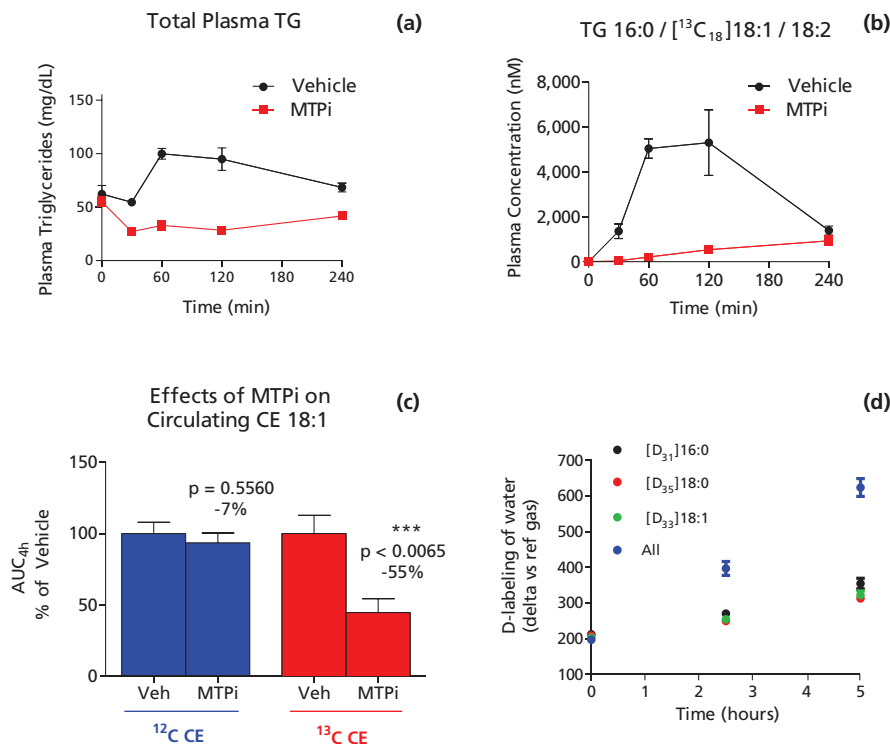 Total Plasma TG
(a)
Vehicle
MTPi
Plasma Triglycerides (mg/dL)
150
100
50
0
0 60 120 180 240
Time (min)
TG 16:0 / [¹³C₁₈]18:1 / 18:2
(b)
Vehicle
MTPi
Plasma Concentration (nM)
8,000
6,000
4,000
2,000
0
0 60 120 180 240
Time (min)
Effects of MTPi on
Circulating CE 18:1
(c)
AUC₄ₕ
% of Vehicle
150
100
50
0
p = 0.5560
-7%
***
p < 0.0065
-55%
Veh MTPi Veh MTPi
¹²C CE ¹³C CE
(d)
[D₃₁]16:0
[D₃₅]18:0
[D₃₃]18:1
All
D-labeling of water
(delta vs ref gas)
700
600
500
400
300
200
100
0 1 2 3 4 5
Time (hours)